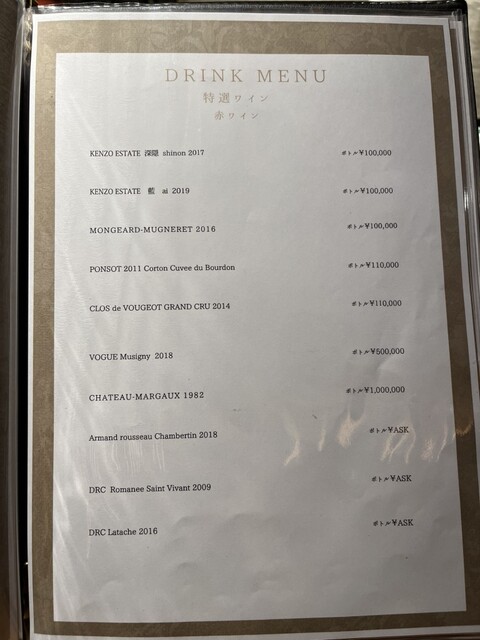 DRINK MENU
特選ワイン
赤ワイン
KENZO ESTATE 深隠 shinon 2017 ボトル¥100,000
KENZO ESTATE 藍 ai 2019 ボトル¥100,000
MONGEARD-MUGNERET 2016 ボトル¥100,000
PONSOT 2011 Corton Cuvee du Bourdon ボトル¥110,000
CLOS de VOUGEOT GRAND CRU 2014 ボトル¥110,000
VOGUE Musigny 2018 ボトル¥500,000
CHATEAU-MARGAUX 1982 ボトル¥1,000,000
Armand rousseau Chambertin 2018 ボトル¥ASK
DRC Romanee Saint Vivant 2009 ボトル¥ASK
DRC Latache 2016 ボトル¥ASK